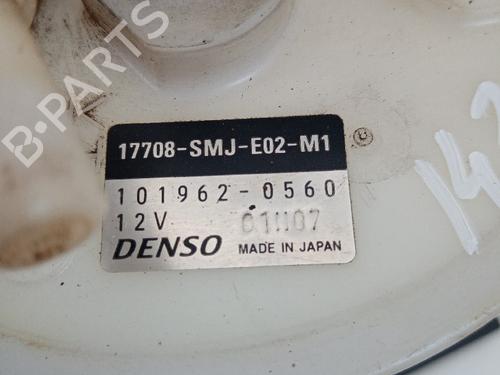 B-PARTS
17708-SMJ-E02-M1
101962-0560
12V
DENSO MADE IN JAPAN